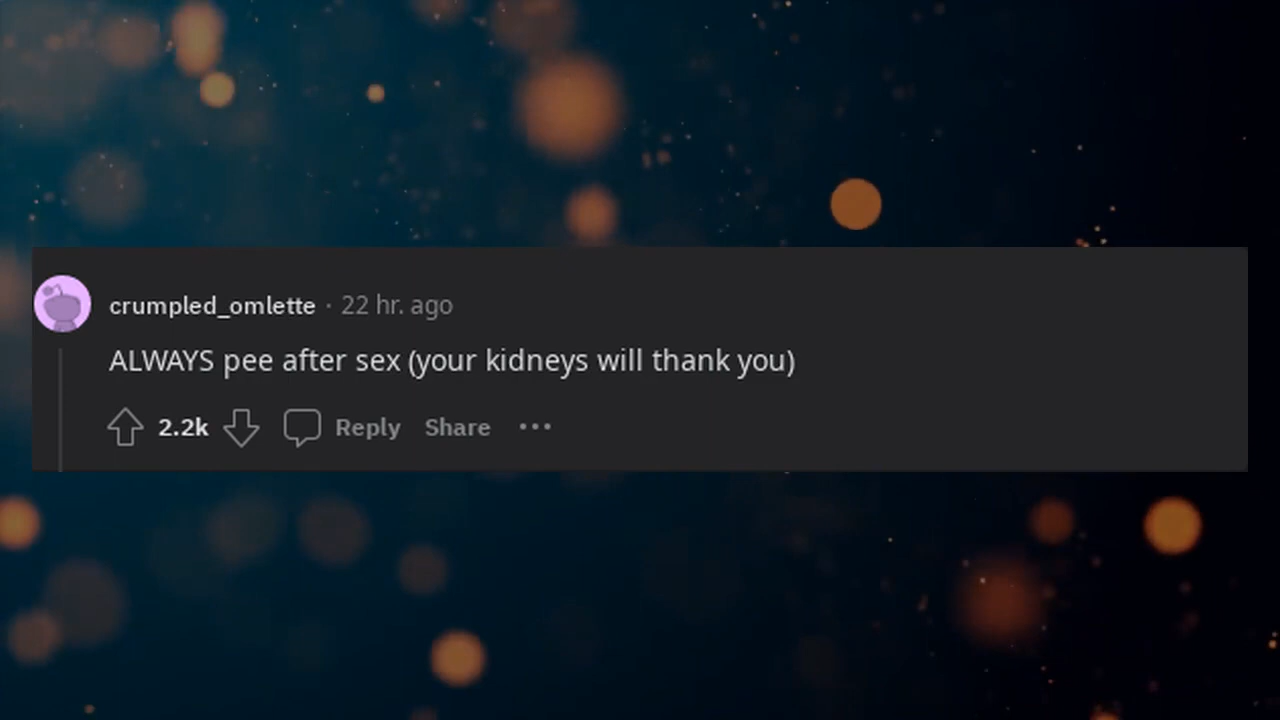 crumpled_omlette · 22 hr. ago
ALWAYS pee after sex (your kidneys will thank you)
2.2k Reply Share •••